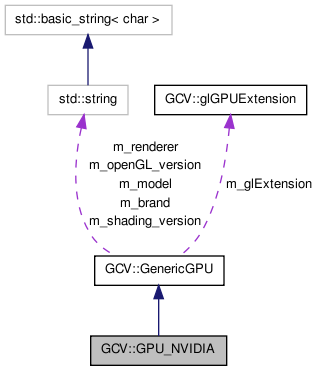 std::basic_string< char >
std::string
GCV::glGPUExtension
m_renderer
m_openGL_version
m_model
m_brand
m_shading_version
m_glExtension
GCV::GenericGPU
GCV::GPU_NVIDIA